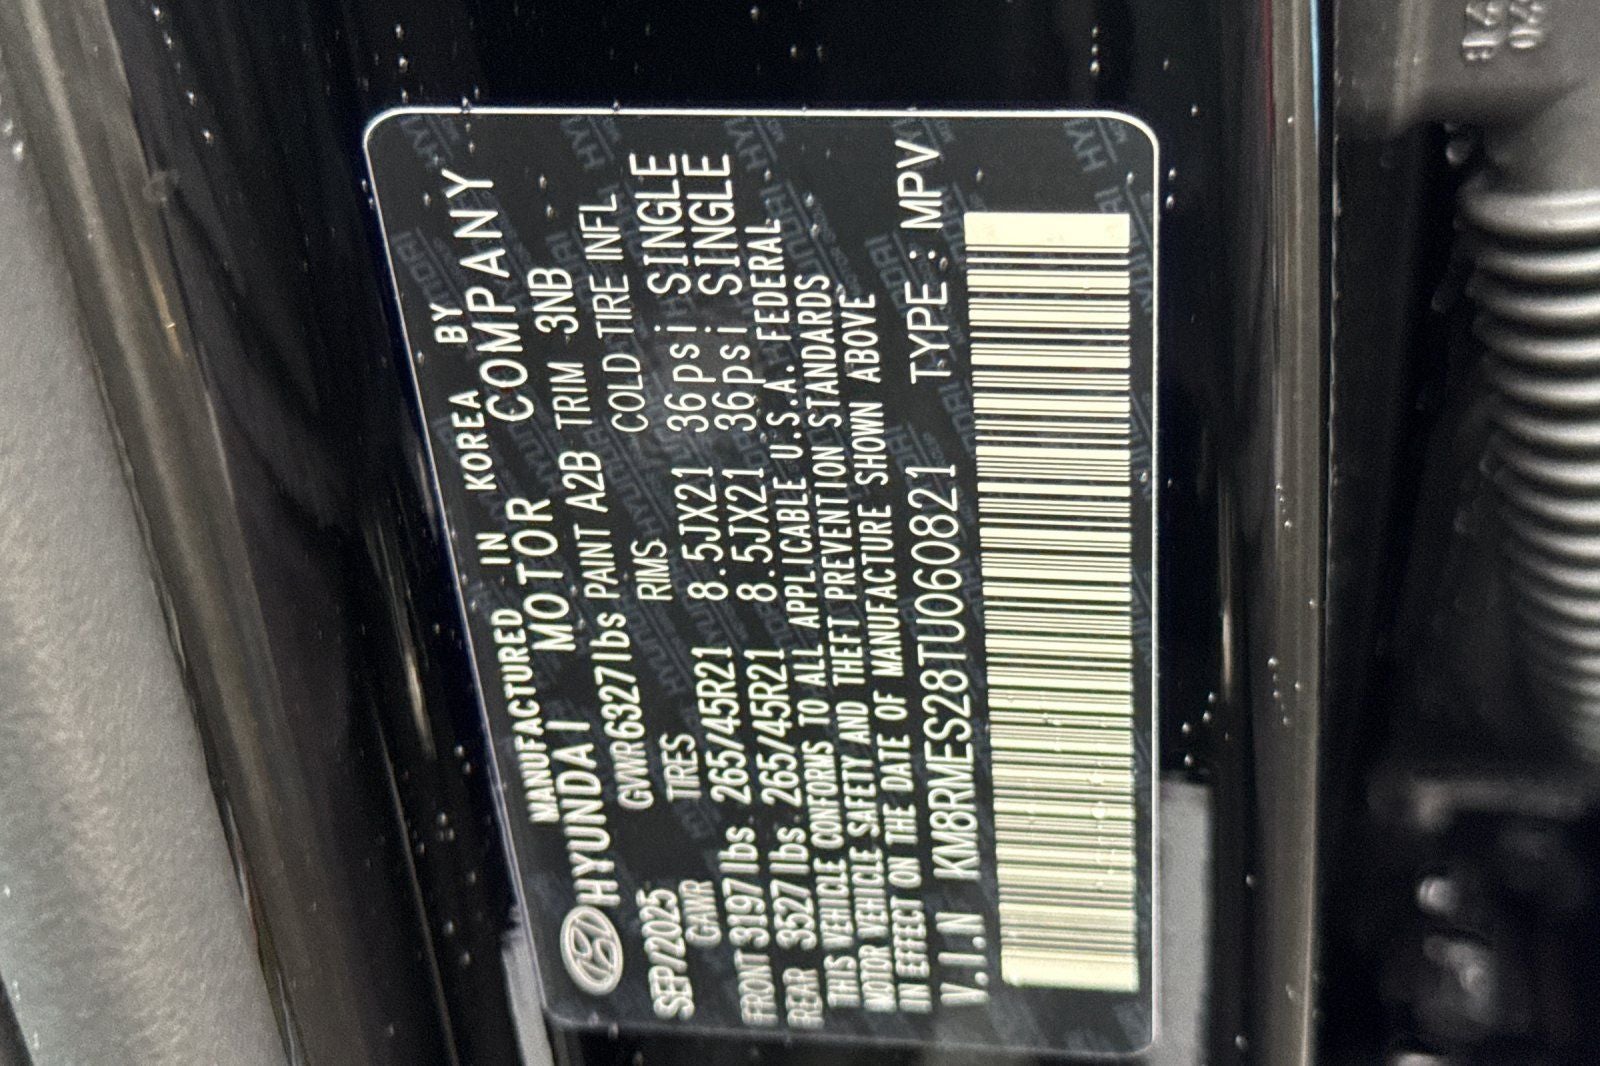 MANUFACTURED IN KOREA BY
HYUNDAI MOTOR COMPANY
SEP/2025 GVWR6327lbs PAINT A2B TRIM 3NB
GAWR TIRES RIMS COLD TIRE INFL
FRONT 3197lbs 265/45R21 8.5JX21 36psi SINGLE
REAR 3527lbs 265/45R21 8.5JX21 36psi SINGLE
THIS VEHICLE CONFORMS TO ALL APPLICABLE U.S.A. FEDERAL
MOTOR VEHICLE SAFETY AND THEFT PREVENTION STANDARDS
IN EFFECT ON THE DATE OF MANUFACTURE SHOWN ABOVE
V.I.N KM8RMES28TU060821 TYPE: MPV